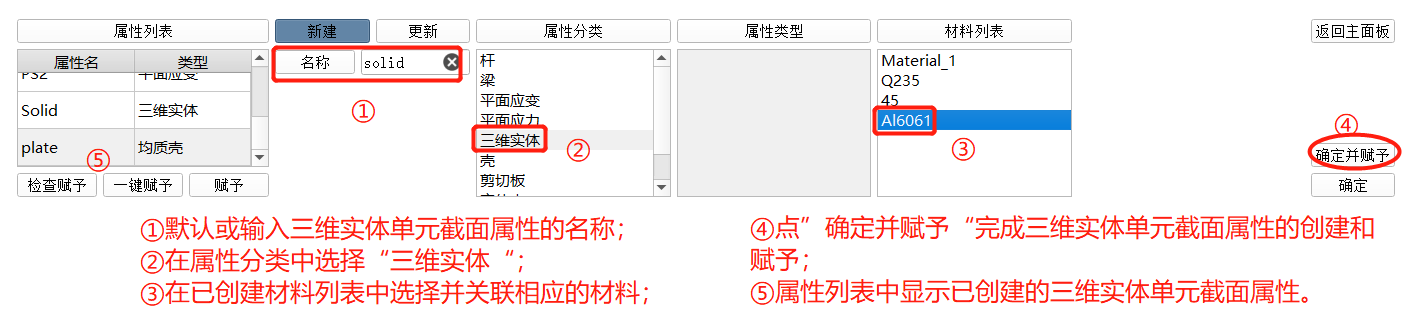 属性列表
新建
更新
属性分类
属性类型
材料列表
返回主面板
属性名 类型
PS2 平面应变
Solid 三维实体
plate 均质壳
⑤
检查赋予
一键赋予
赋予
名称
solid
①
杆
梁
平面应变
平面应力
三维实体
壳
剪切板
②
Material_1
Q235
45
Al6061
③
④
确定并赋予
确定
①默认或输入三维实体单元截面属性的名称；
②在属性分类中选择“三维实体“；
③在已创建材料列表中选择并关联相应的材料；
④点”确定并赋予“完成三维实体单元截面属性的创建和
赋予；
⑤属性列表中显示已创建的三维实体单元截面属性。